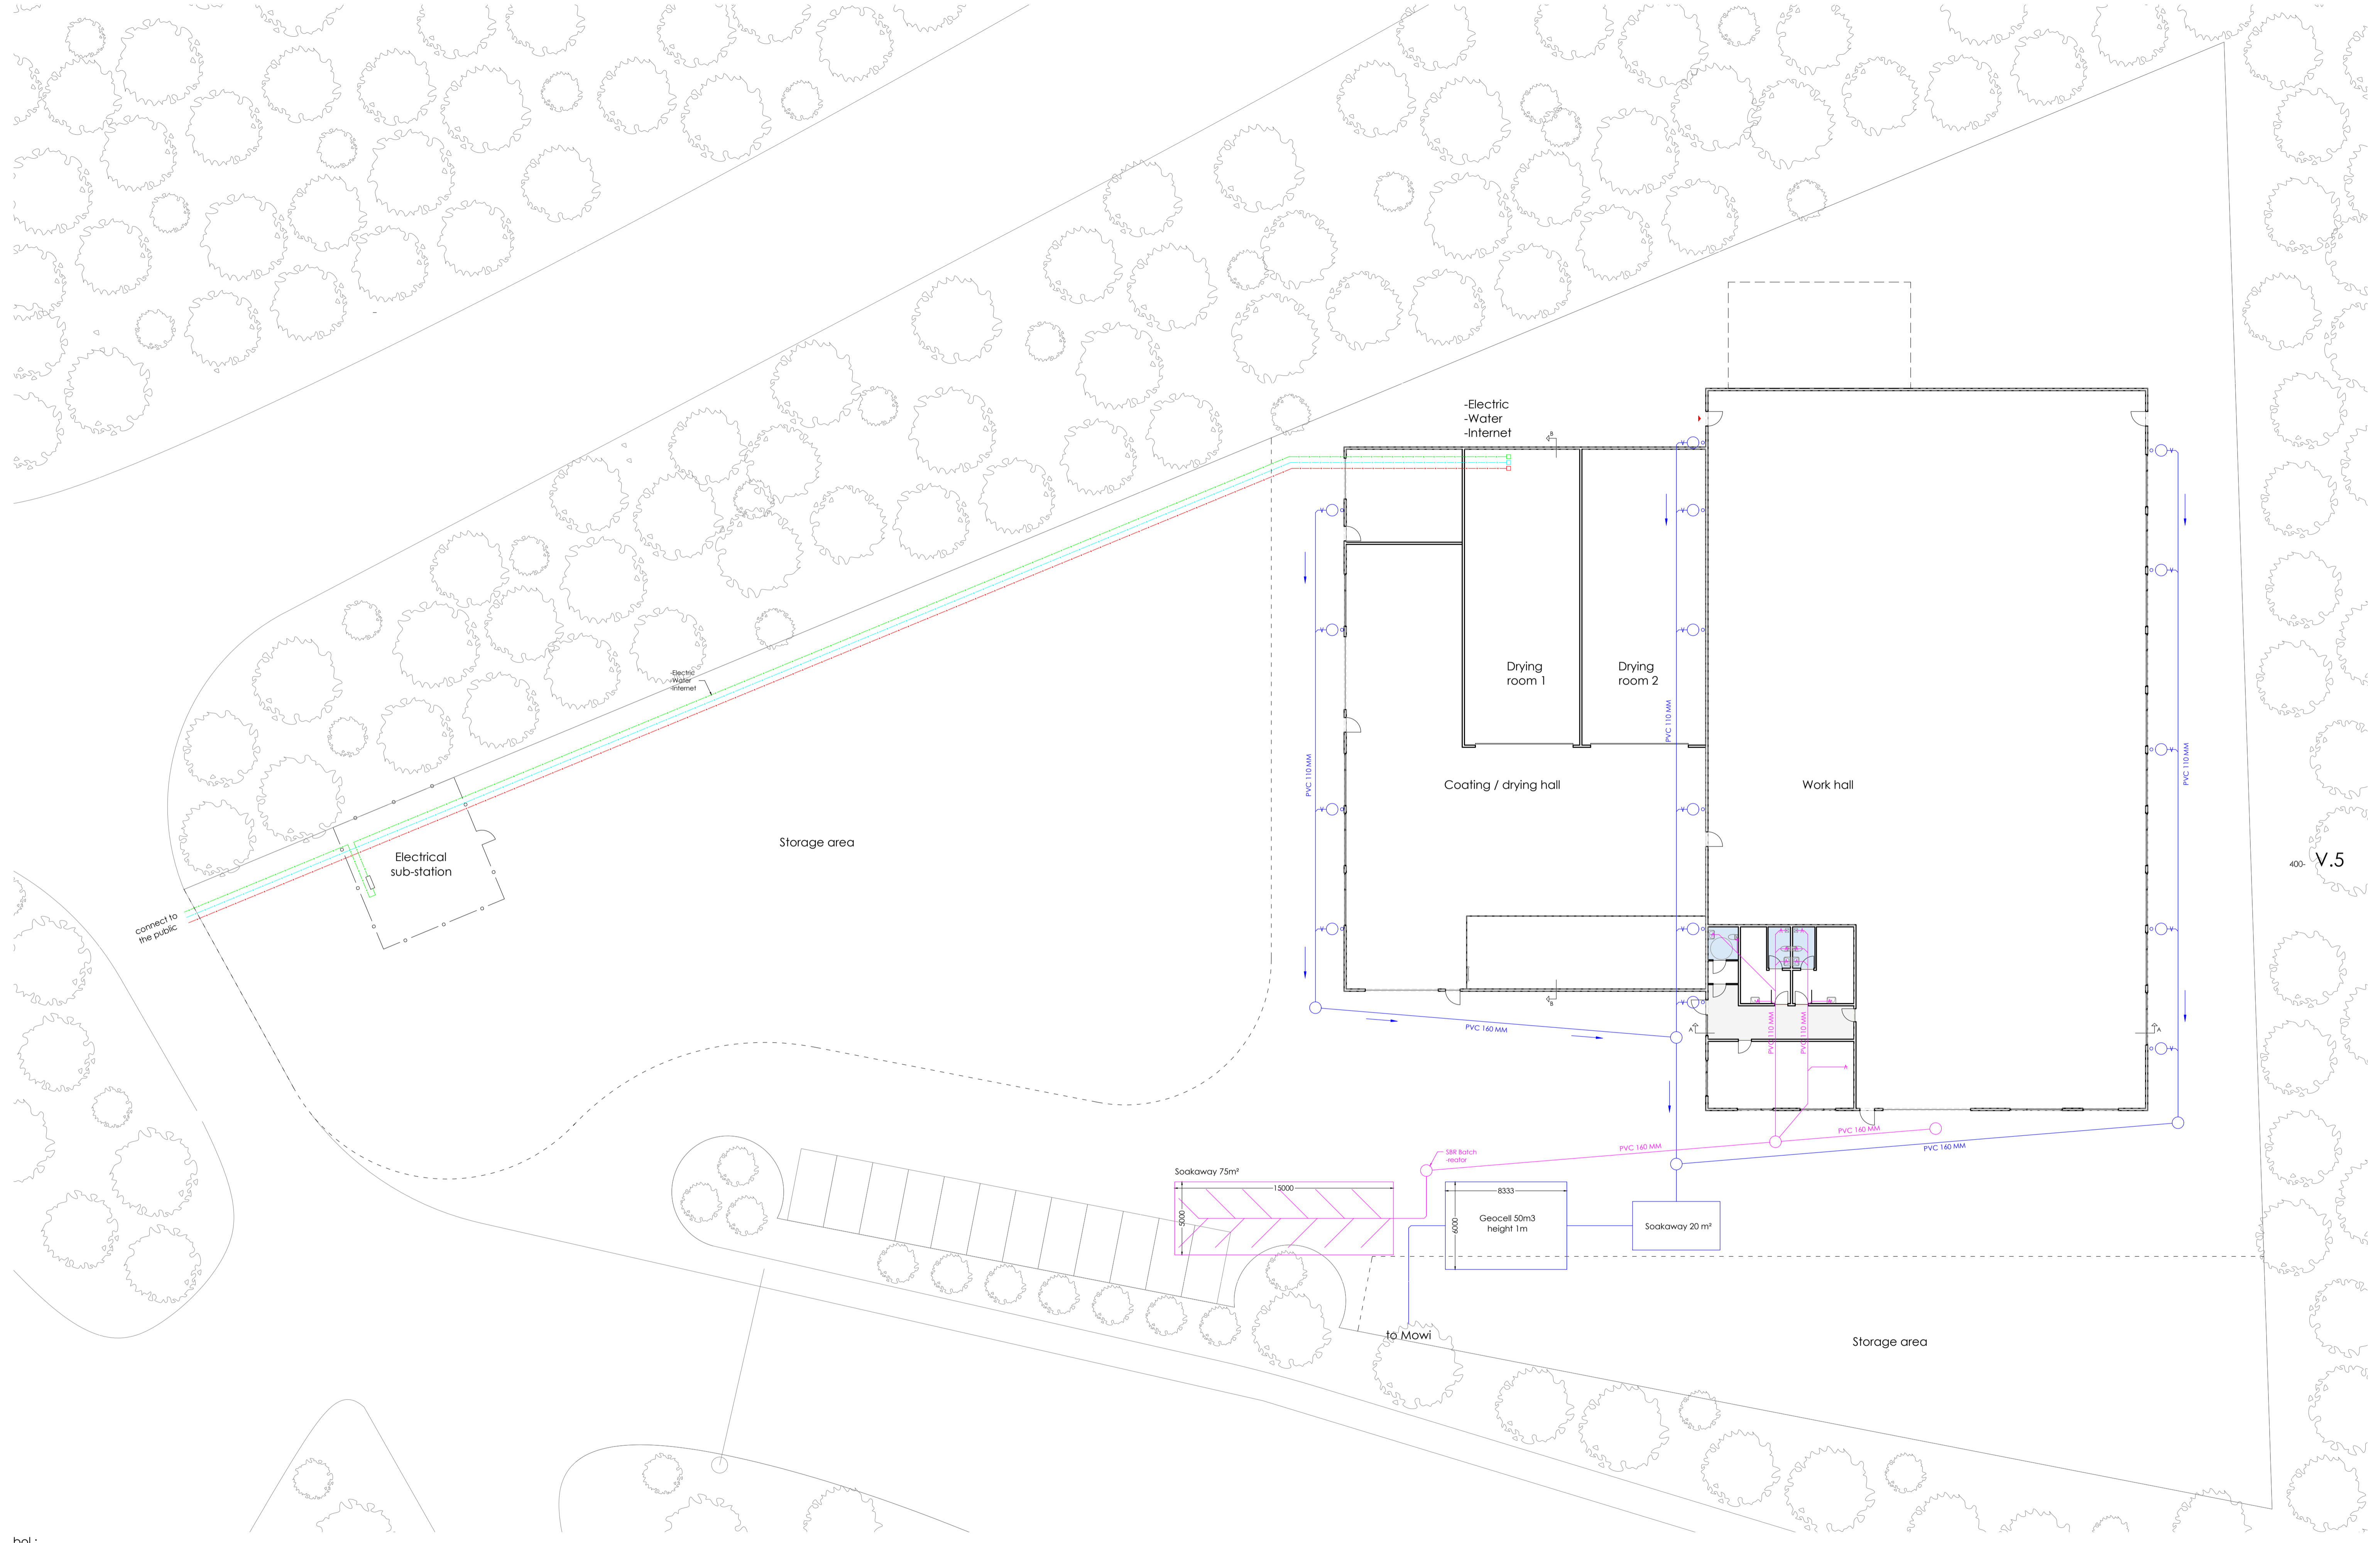 -Electric
-Water
-Internet
B
PVC 110 MM
-Electric
-Water
-Internet
Drying
room 1
Drying
room 2
PVC 110 MM
PVC 110 MM
Coating / drying hall
Work hall
Storage area
Electrical
sub-station
400-
V.5
connect to
the public
B
A
A
PVC 160 MM
PVC 110 MM
PVC 110 MM
PVC 160 MM
PVC 160 MM
PVC 160 MM
SBR Batch
-reator
Soakaway 75m²
15000
5000
8333
6000
Geocell 50m3
height 1m
Soakaway 20 m²
to Mowi
Storage area